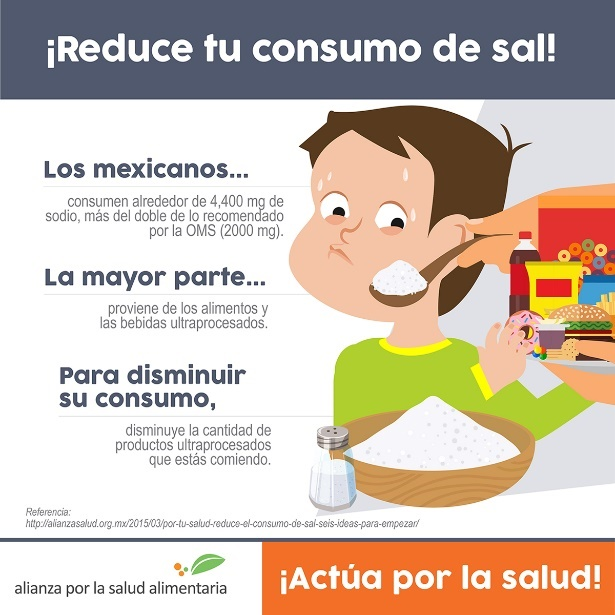 ¡Reduce tu consumo de sal!
Los mexicanos...
consumen alrededor de 4,400 mg de
sodio, más del doble de lo recomendado
por la OMS (2000 mg).
La mayor parte...
proviene de los alimentos y
las bebidas ultraprocesados.
Para disminuir
su consumo,
disminuye la cantidad de
productos ultraprocesados
que estás comiendo.
Referencia:
http://alianzasalud.org.mx/2015/03/por-tu-salud-reduce-el-consumo-de-sal-seis-ideas-para-empezar/
alianza por la salud alimentaria
¡Actúa por la salud!